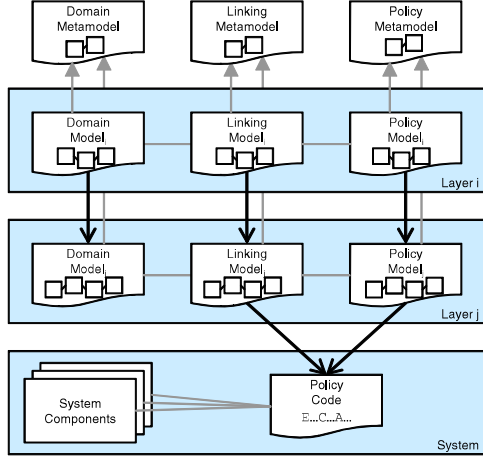 Domain
Metamodel
Linking
Metamodel
Policy
Metamodel
Domain
Model i
Linking
Model i
Policy
Model i
Layer i
Domain
Model j
Linking
Model j
Policy
Model j
Layer j
System
Components
Policy
Code
E...C...A...
System